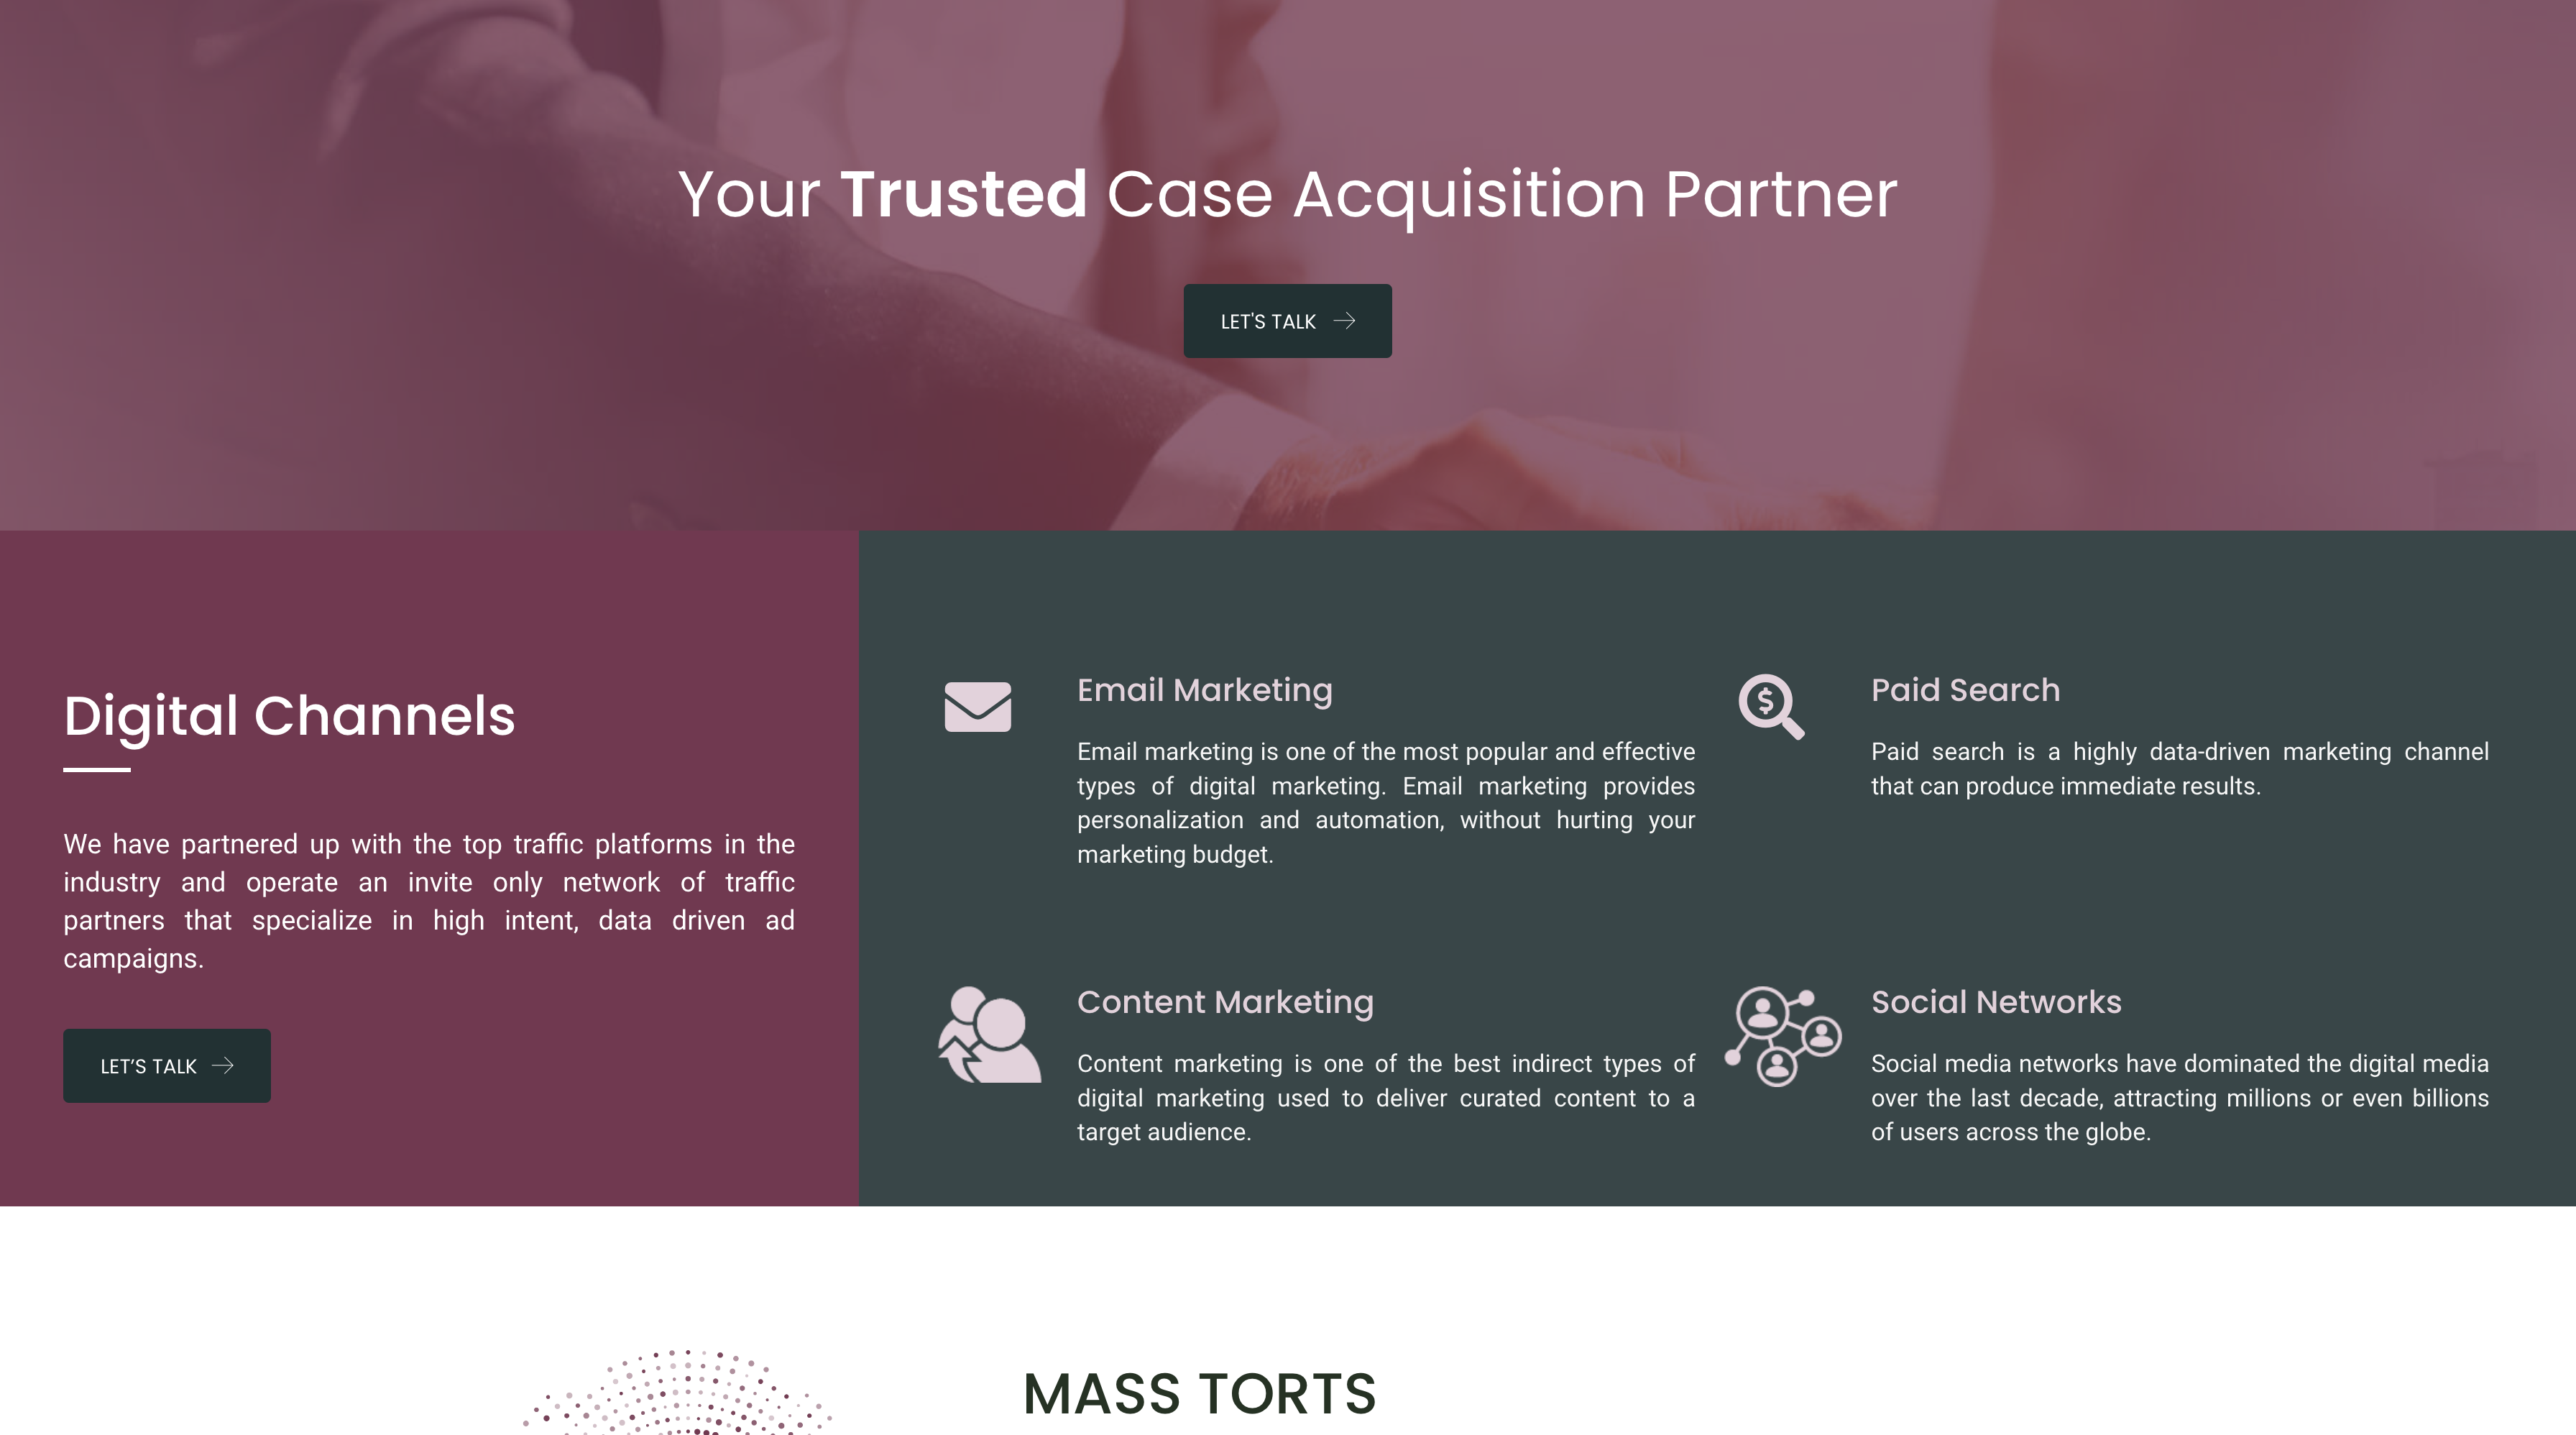 Your Trusted Case Acquisition Partner
LET'S TALK
Digital Channels
We have partnered up with the top traffic platforms in the
industry and operate an invite only network of traffic
partners that specialize in high intent, data driven ad
campaigns.
LET’S TALK
Email Marketing
Email marketing is one of the most popular and effective
types of digital marketing. Email marketing provides
personalization and automation, without hurting your
marketing budget.
Paid Search
Paid search is a highly data-driven marketing channel
that can produce immediate results.
Content Marketing
Content marketing is one of the best indirect types of
digital marketing used to deliver curated content to a
target audience.
Social Networks
Social media networks have dominated the digital media
over the last decade, attracting millions or even billions
of users across the globe.
MASS TORTS